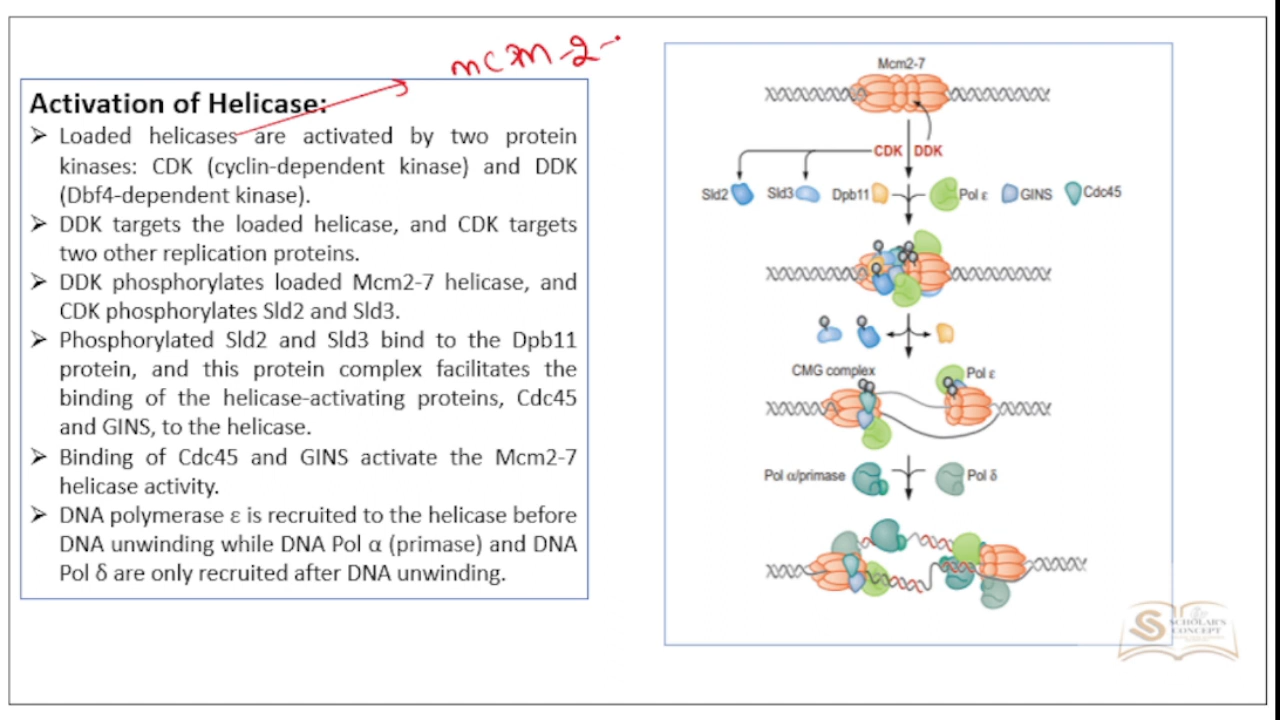 MCM-2-
Activation of Helicase:
➤ Loaded helicases are activated by two protein
kinases: CDK (cyclin-dependent kinase) and DDK
(Dbf4-dependent kinase).
➤ DDK targets the loaded helicase, and CDK targets
two other replication proteins.
➤ DDK phosphorylates loaded Mcm2-7 helicase, and
CDK phosphorylates Sld2 and Sld3.
➤ Phosphorylated Sld2 and Sld3 bind to the Dpb11
protein, and this protein complex facilitates the
binding of the helicase-activating proteins, Cdc45
and GINS, to the helicase.
➤ Binding of Cdc45 and GINS activate the Mcm2-7
helicase activity.
➤ DNA polymerase ε is recruited to the helicase before
DNA unwinding while DNA Pol α (primase) and DNA
Pol δ are only recruited after DNA unwinding.
Mcm2-7
CDK DDK
Sld2 Sld3 Dpb11 Pol ε GINS Cdc45
CMG complex Pol ε
Pol α/primase Pol δ
SCHOLAR'S
CONCEPT